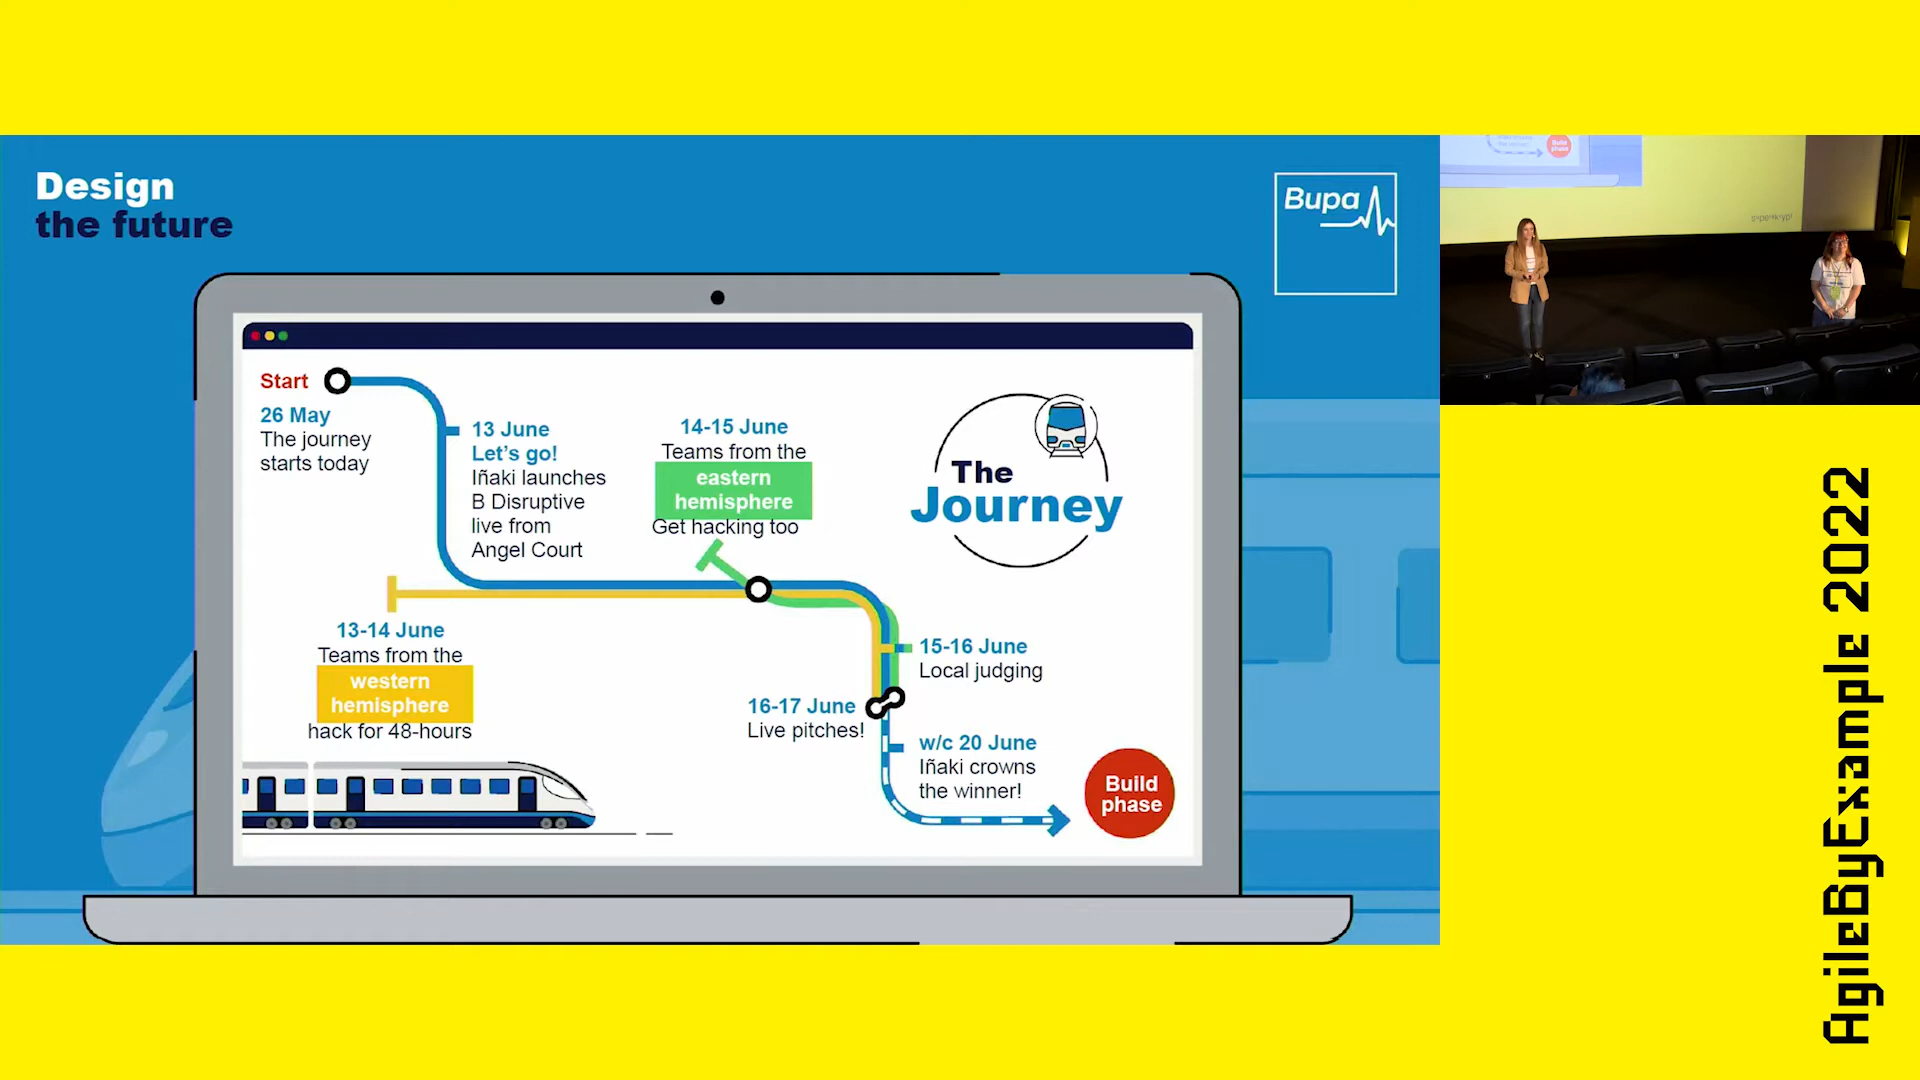 Design
the future
Bupa
Start
26 May
The journey
starts today
13 June
Let's go!
Iñaki launches
B Disruptive
live from
Angel Court
14-15 June
Teams from the
eastern
hemisphere
Get hacking too
The
Journey
13-14 June
Teams from the
western
hemisphere
hack for 48-hours
15-16 June
Local judging
16-17 June
Live pitches!
w/c 20 June
Iñaki crowns
the winner!
Build
phase
Build
phase
AgileByExample 2022